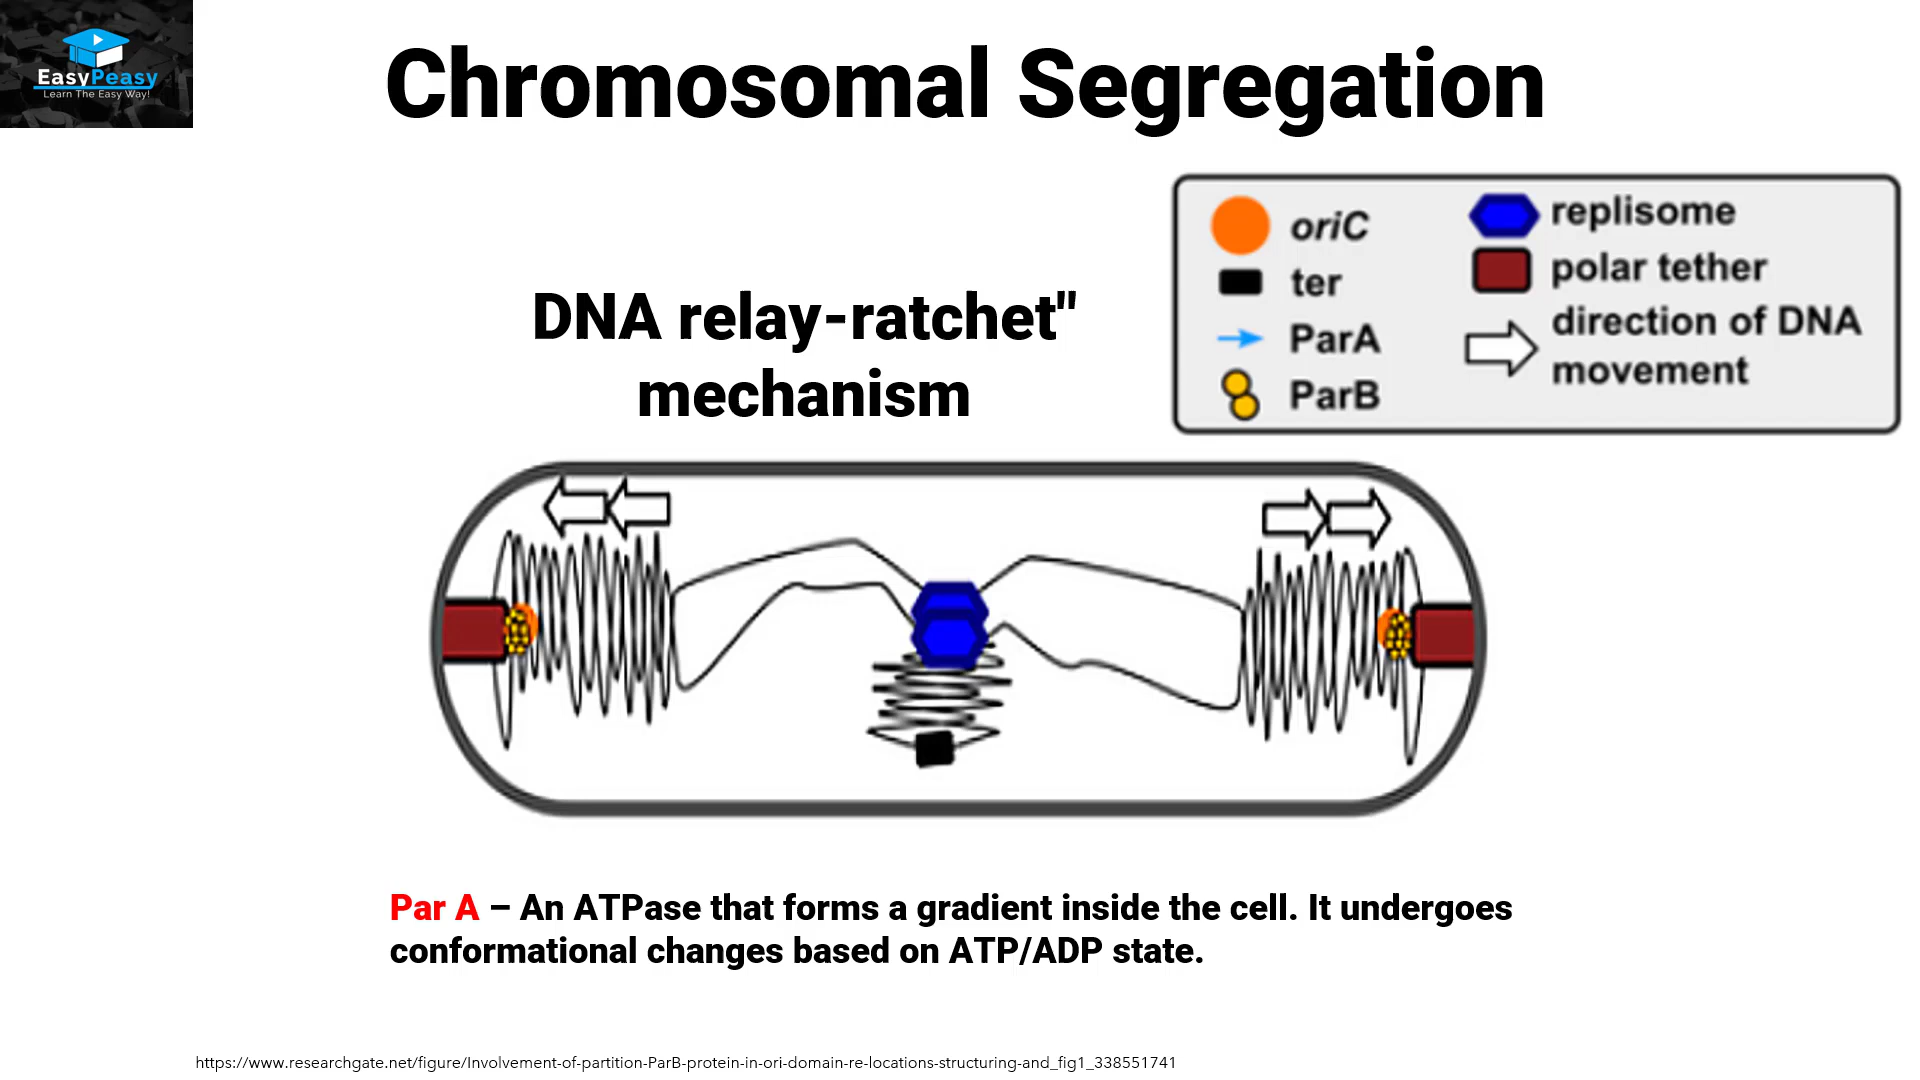 EasyPeasy
Learn The Easy Way!
Chromosomal Segregation
DNA relay-ratchet"
mechanism
oriC
ter
ParA
ParB
replisome
polar tether
direction of DNA
movement
Par A – An ATPase that forms a gradient inside the cell. It undergoes
conformational changes based on ATP/ADP state.
https://www.researchgate.net/figure/Involvement-of-partition-ParB-protein-in-ori-domain-re-locations-structuring-and_fig1_338551741